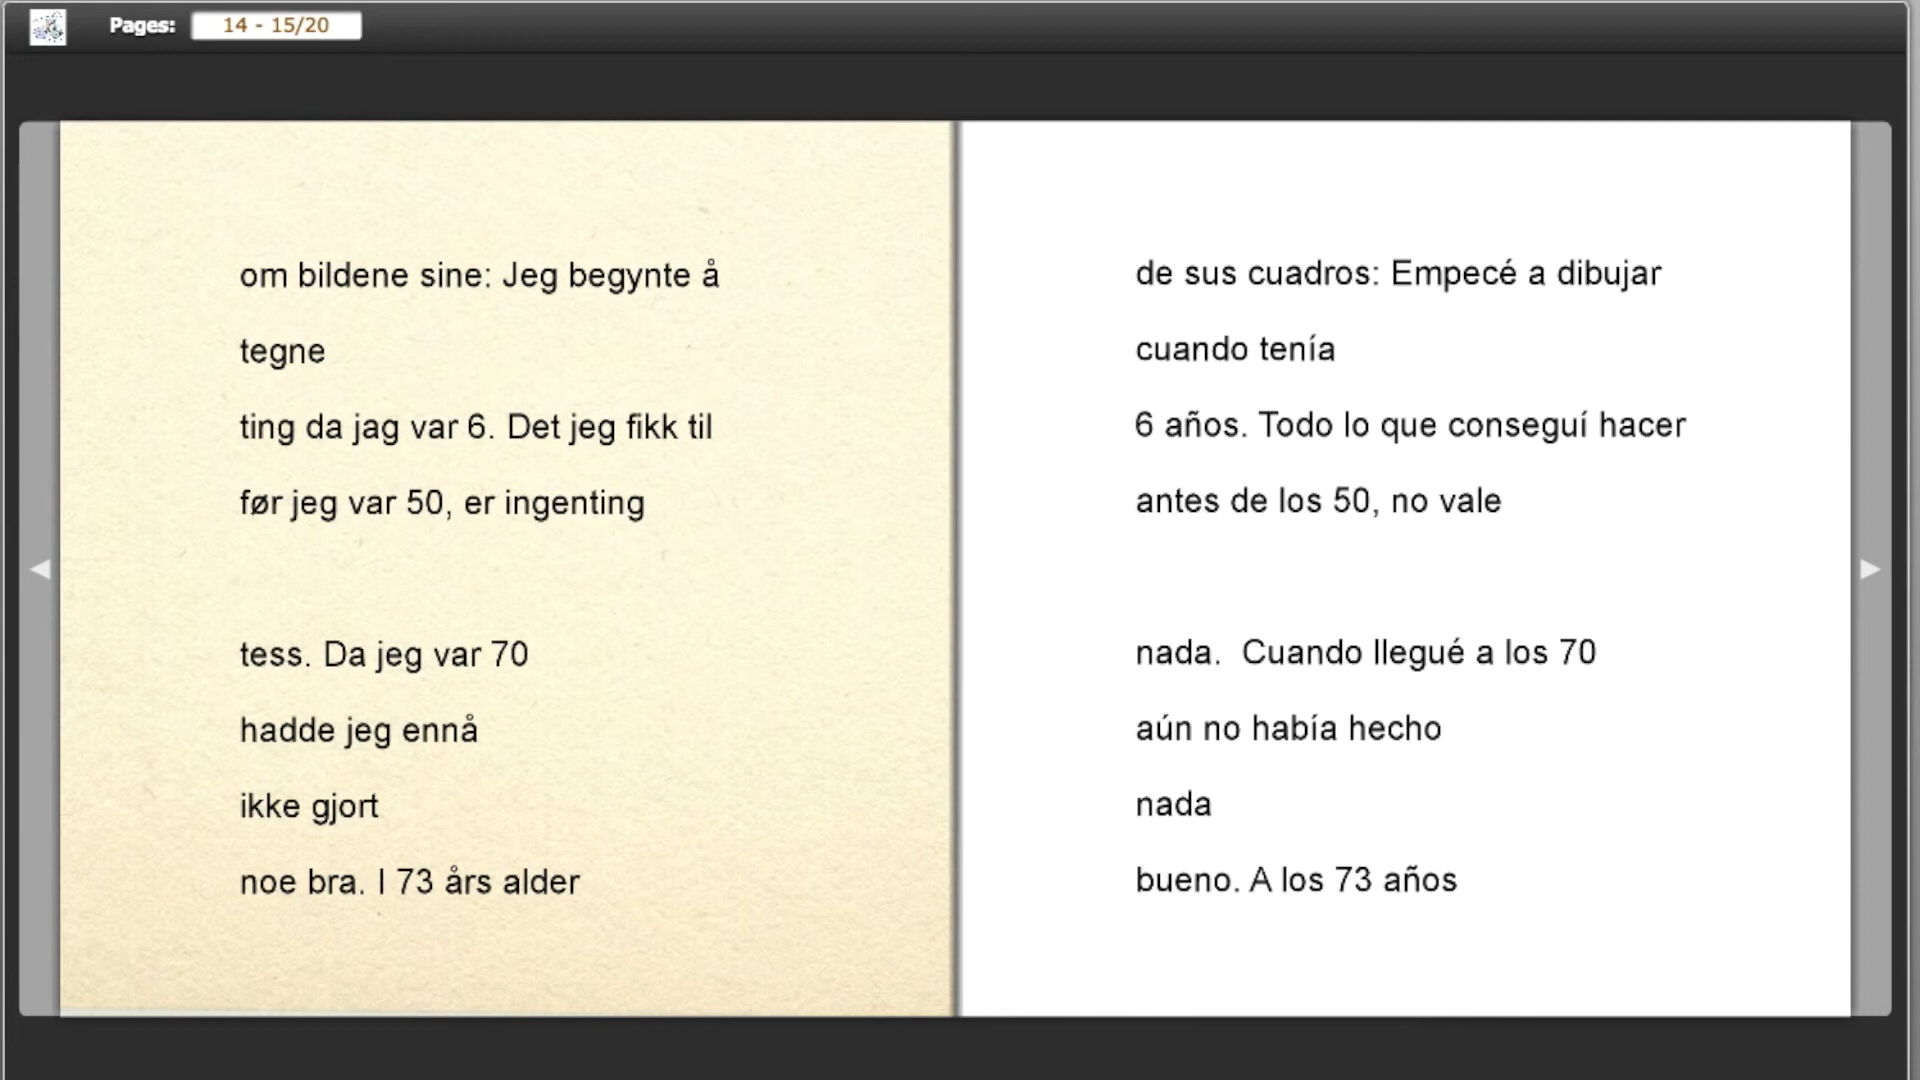 Pages: 14 - 15/20
om bildene sine: Jeg begynte å
tegne
ting da jag var 6. Det jeg fikk til
før jeg var 50, er ingenting
tess. Da jeg var 70
hadde jeg ennå
ikke gjort
noe bra. I 73 års alder
de sus cuadros: Empecé a dibujar
cuando tenía
6 años. Todo lo que conseguí hacer
antes de los 50, no vale
nada.  Cuando llegué a los 70
aún no había hecho
nada
bueno. A los 73 años